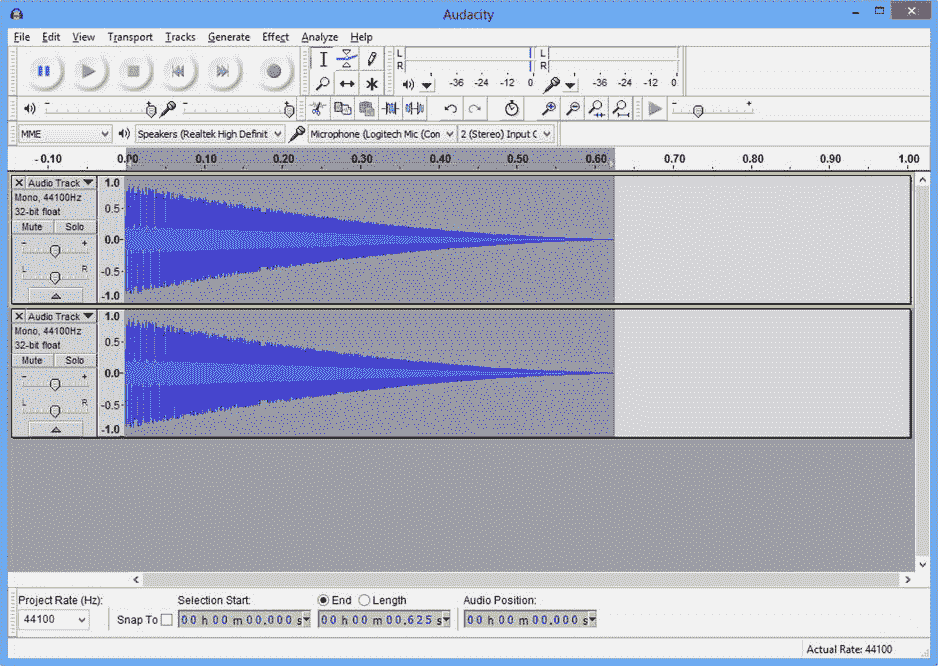 Audacity
File Edit View Transport Tracks Generate Effect Analyze Help
L
R
-36 -24 -12 0
L
R
-36 -24 -12 0
MME Speakers (Realtek High Definit Microphone (Logitech Mic (Con 2 (Stereo) Input C
-0.10 0.00 0.10 0.20 0.30 0.40 0.50 0.60 0.70 0.80 0.90 1.00
Audio Track 1.0
Mono, 44100Hz
32-bit float 0.5
Mute Solo
- + 0.0
L R -0.5
-1.0
Audio Track 1.0
Mono, 44100Hz
32-bit float 0.5
Mute Solo
- + 0.0
L R -0.5
-1.0
Project Rate (Hz): Selection Start: End Length Audio Position:
44100 Snap To 00 h 00 m 00.000 s 00 h 00 m 00.625 s 00 h 00 m 00.000 s
Actual Rate: 44100